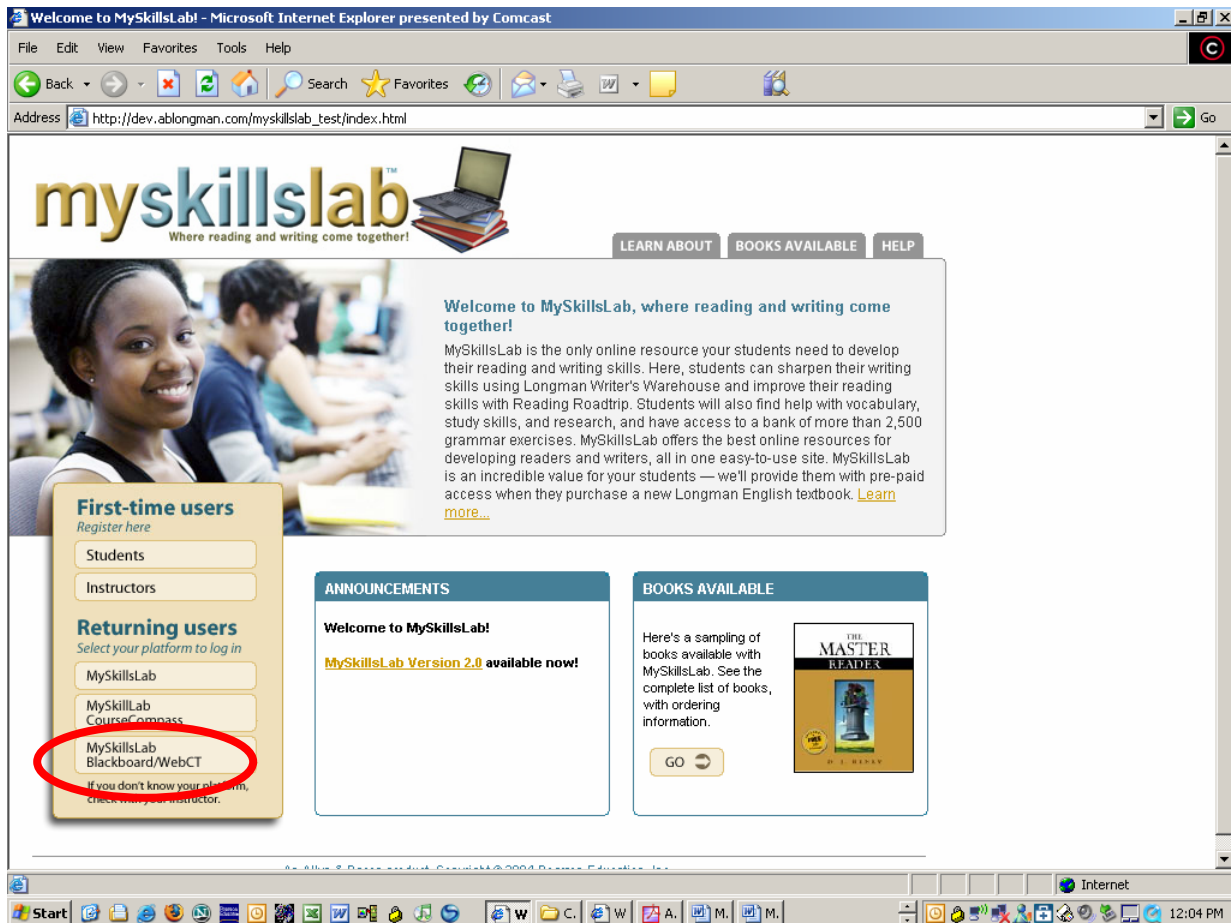 Welcome to MySkillsLab! - Microsoft Internet Explorer presented by Comcast
File Edit View Favorites Tools Help
Back Search Favorites
Address http://dev.ablongman.com/myskillslab_test/index.html Go
myskillslab™
Where reading and writing come together!
LEARN ABOUT BOOKS AVAILABLE HELP
Welcome to MySkillsLab, where reading and writing come
together!
MySkillsLab is the only online resource your students need to develop
their reading and writing skills. Here, students can sharpen their writing
skills using Longman Writer's Warehouse and improve their reading
skills with Reading Roadtrip. Students will also find help with vocabulary,
study skills, and research, and have access to a bank of more than 2,500
grammar exercises. MySkillsLab offers the best online resources for
developing readers and writers, all in one easy-to-use site. MySkillsLab
is an incredible value for your students — we'll provide them with pre-paid
access when they purchase a new Longman English textbook. Learn
more...
First-time users
Register here
Students
Instructors
Returning users
Select your platform to log in
MySkillsLab
MySkillLab
CourseCompass
MySkillsLab
Blackboard/WebCT
If you don't know your platform,
check with your instructor.
ANNOUNCEMENTS
Welcome to MySkillsLab!
MySkillsLab Version 2.0 available now!
BOOKS AVAILABLE
Here's a sampling of
books available with
MySkillsLab. See the
complete list of books,
with ordering
information.
GO
THE
MASTER
READER
Internet
Start W C. W A. M. M. 12:04 PM